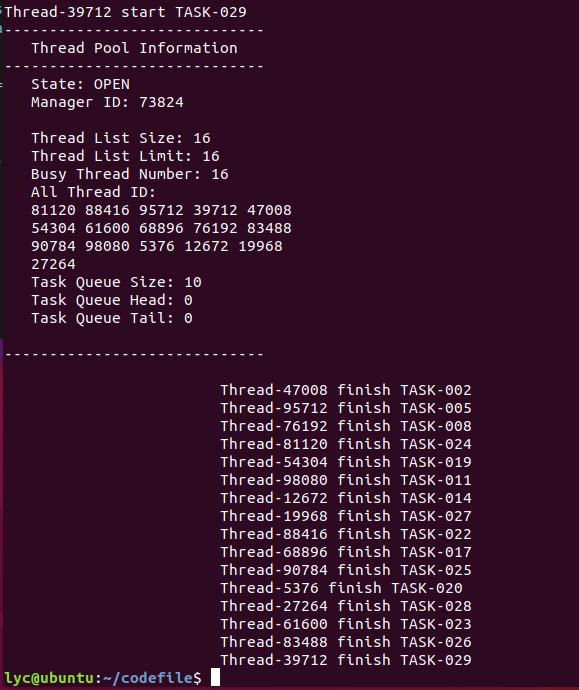 Thread-39712 start TASK-029
-----------------------------
Thread Pool Information
-----------------------------
State: OPEN
Manager ID: 73824
Thread List Size: 16
Thread List Limit: 16
Busy Thread Number: 16
All Thread ID:
81120 88416 95712 39712 47008
54304 61600 68896 76192 83488
90784 98080 5376 12672 19968
27264
Task Queue Size: 10
Task Queue Head: 0
Task Queue Tail: 0
-----------------------------
Thread-47008 finish TASK-002
Thread-95712 finish TASK-005
Thread-76192 finish TASK-008
Thread-81120 finish TASK-024
Thread-54304 finish TASK-019
Thread-98080 finish TASK-011
Thread-12672 finish TASK-014
Thread-19968 finish TASK-027
Thread-88416 finish TASK-022
Thread-68896 finish TASK-017
Thread-90784 finish TASK-025
Thread-5376 finish TASK-020
Thread-27264 finish TASK-028
Thread-61600 finish TASK-023
Thread-83488 finish TASK-026
Thread-39712 finish TASK-029
lyc@ubuntu:~/codefile$